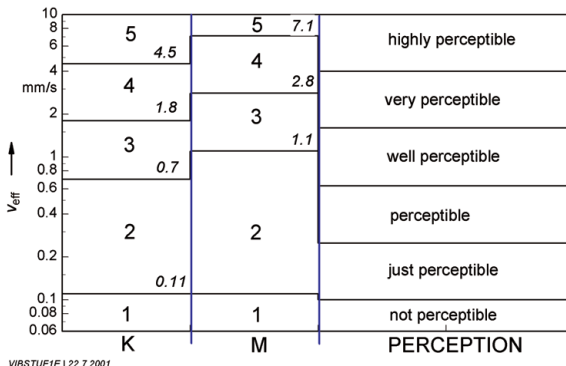 10
8
6
4
mm/s
2
1
0.8
0.6
0.4
0.2
0.1
0.08
0.06
v eff
5
4.5
4
1.8
3
0.7
2
0.11
1
K
5 7.1
4
2.8
3
1.1
2
1
M
highly perceptible
very perceptible
well perceptible
perceptible
just perceptible
not perceptible
PERCEPTION
VIBSTUF1E | 22.7.2001